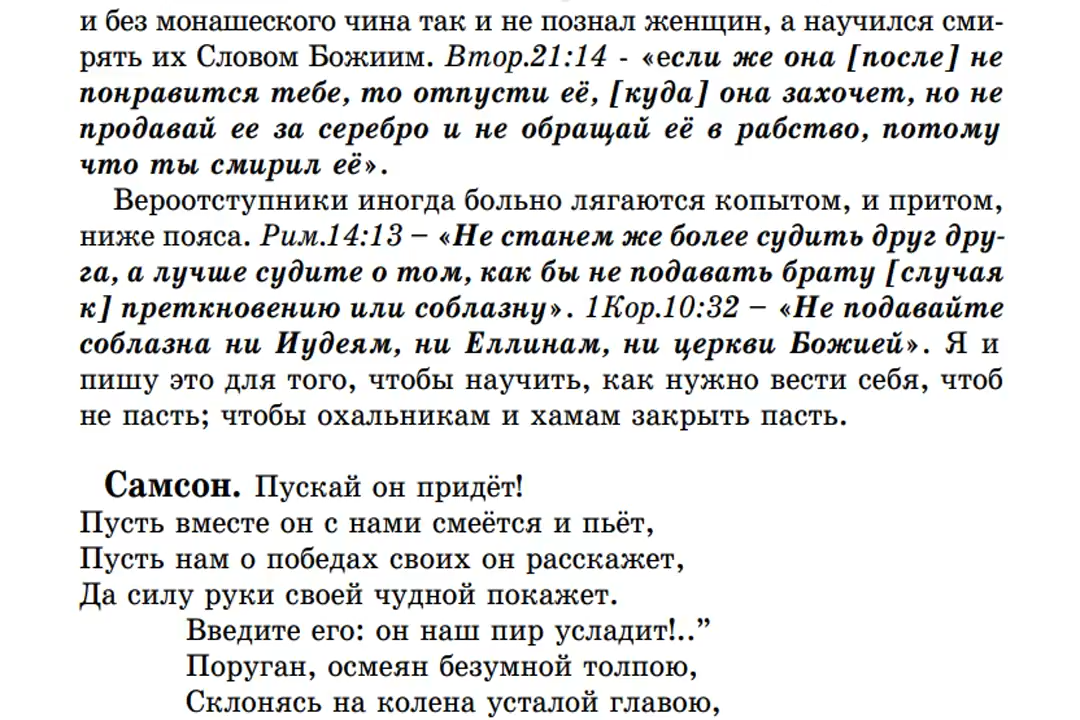 и без монашеского чина так и не познал женщин, а научился сми-
рять их Словом Божиим. Втор.21:14 - «если же она [после] не
понравится тебе, то отпусти её, [куда] она захочет, но не
продавай ее за серебро и не обращай её в рабство, потому
что ты смирил её».
Вероотступники иногда больно лягаются копытом, и притом,
ниже пояса. Рим.14:13 – «Не станем же более судить друг дру-
га, а лучше судите о том, как бы не подавать брату [случая
к] преткновению или соблазну». 1Кор.10:32 – «Не подавайте
соблазна ни Иудеям, ни Еллинам, ни церкви Божией». Я и
пишу это для того, чтобы научить, как нужно вести себя, чтоб
не пасть; чтобы охальникам и хамам закрыть пасть.
Самсон. Пускай он придёт!
Пусть вместе он с нами смеётся и пьёт,
Пусть нам о победах своих он расскажет,
Да силу руки своей чудной покажет.
Введите его: он наш пир усладит!..”
Поруган, осмеян безумной толпою,
Склонясь на колена усталой главою,